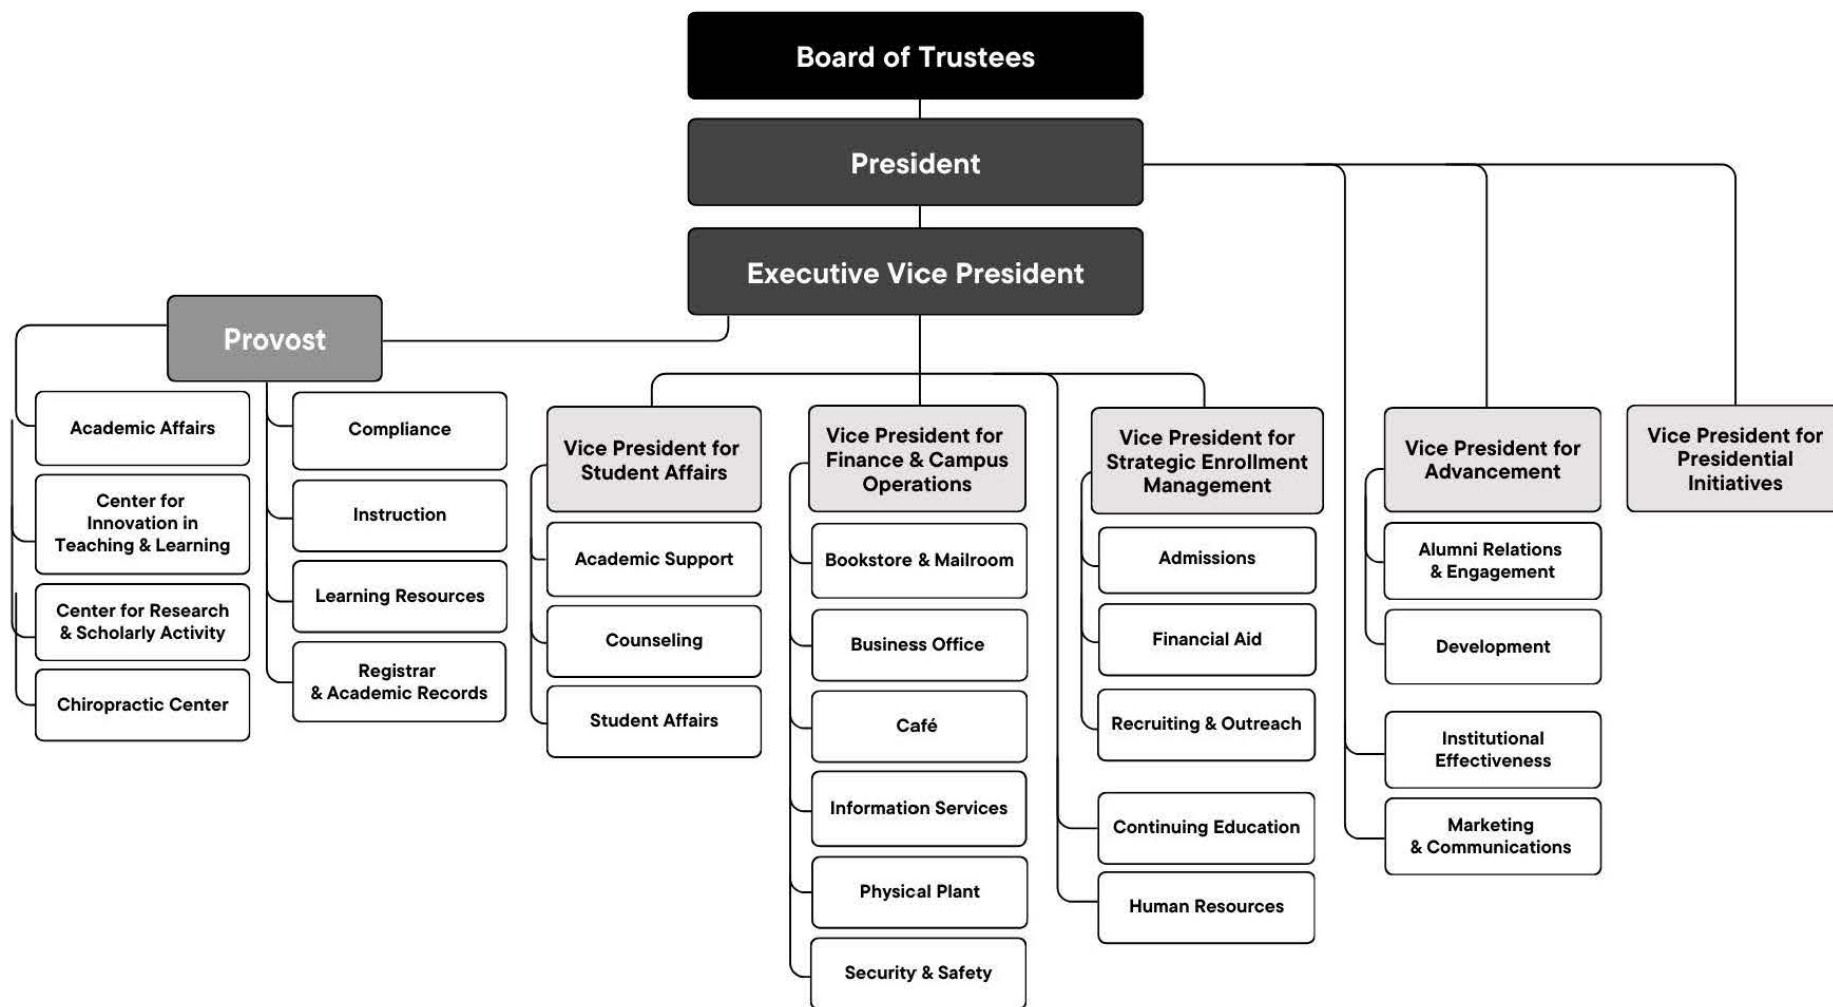 Board of Trustees
President
Executive Vice President
Provost
Academic Affairs
Center for
Innovation in
Teaching & Learning
Center for Research
& Scholarly Activity
Chiropractic Center
Compliance
Instruction
Learning Resources
Registrar
& Academic Records
Vice President for
Student Affairs
Academic Support
Counseling
Student Affairs
Vice President for
Finance & Campus
Operations
Bookstore & Mailroom
Business Office
Café
Information Services
Physical Plant
Security & Safety
Vice President for
Strategic Enrollment
Management
Admissions
Financial Aid
Recruiting & Outreach
Continuing Education
Human Resources
Vice President for
Advancement
Alumni Relations
& Engagement
Development
Institutional
Effectiveness
Marketing
& Communications
Vice President for
Presidential
Initiatives